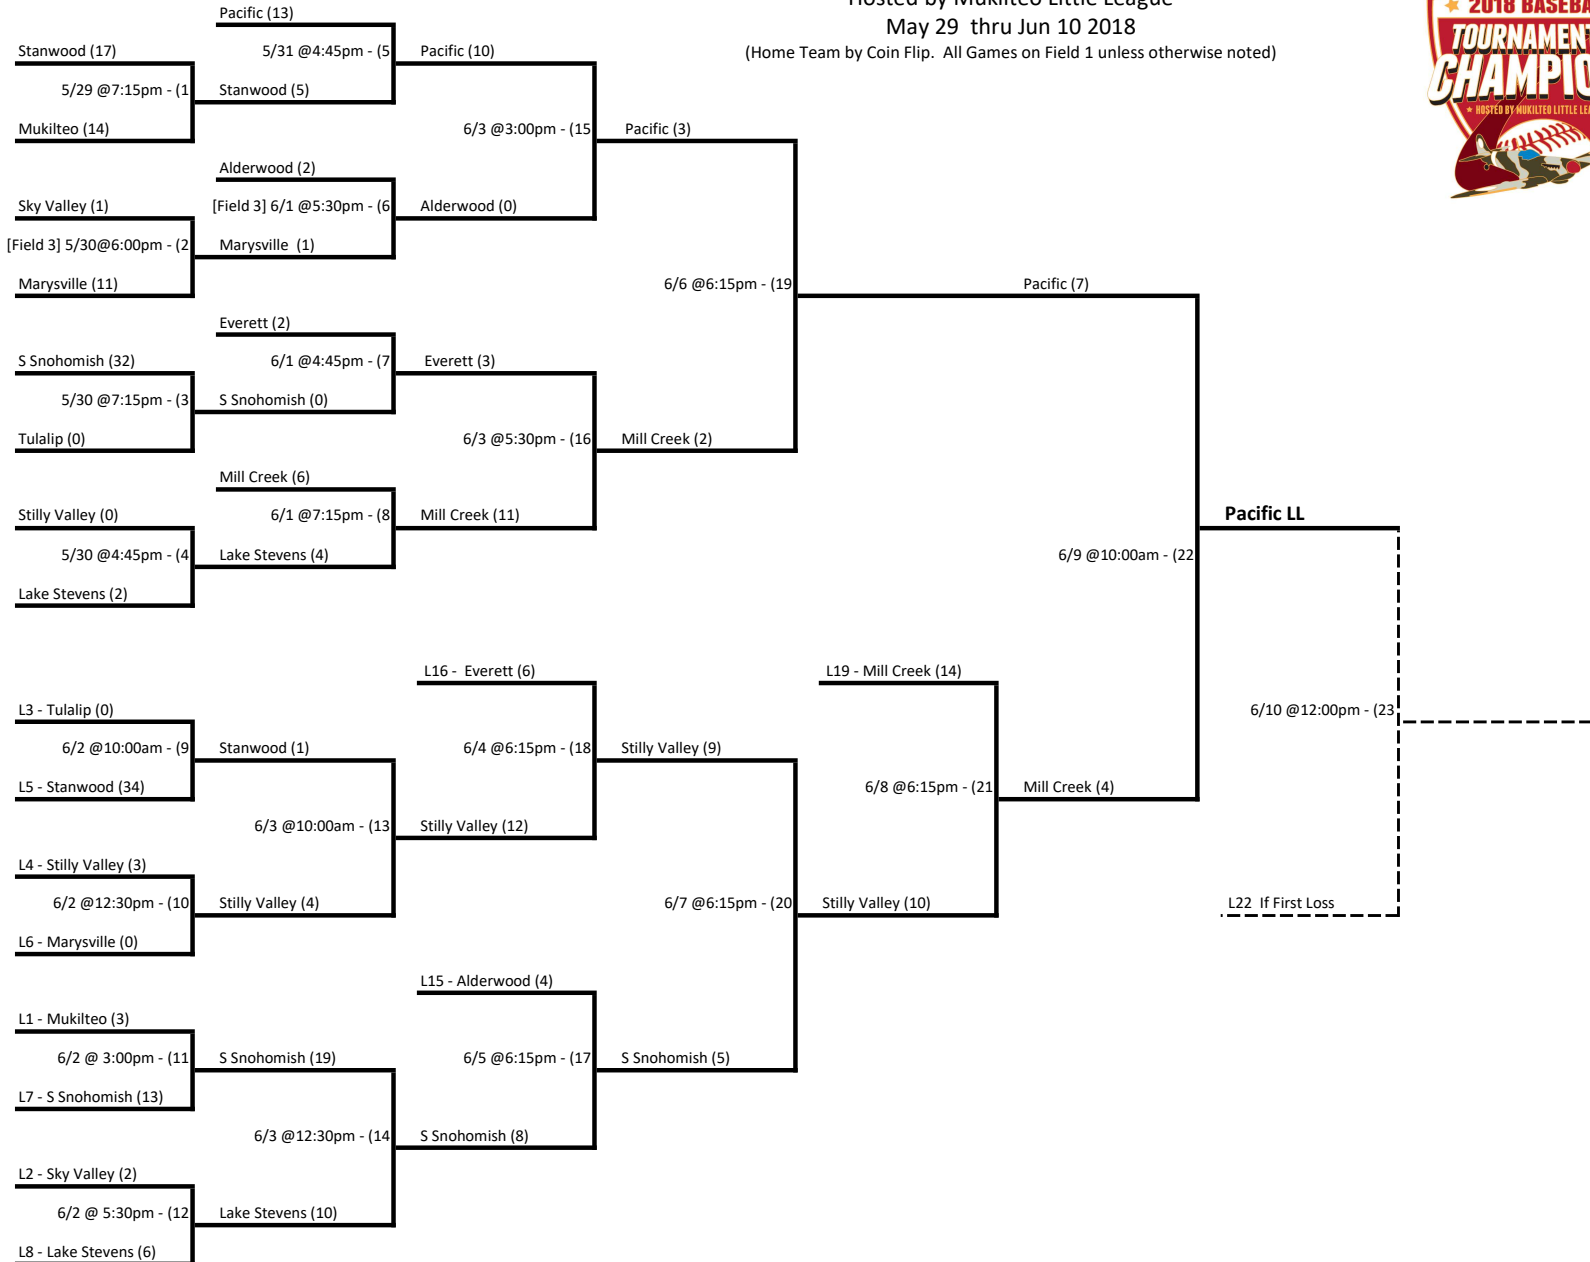 Hosted by Mukilteo Little League
May 29 thru Jun 10 2018
(Home Team by Coin Flip. All Games on Field 1 unless otherwise noted)
2018 BASEBA
TOURNAMENT
CHAMPIO
HOSTED BY MUKILTEO LITTLE LEA
Pacific (13)
Stanwood (17)
5/31 @4:45pm - (5
Pacific (10)
5/29 @7:15pm - (1
Stanwood (5)
Mukilteo (14)
6/3 @3:00pm - (15
Pacific (3)
Alderwood (2)
Sky Valley (1)
[Field 3] 6/1 @5:30pm - (6
Alderwood (0)
[Field 3] 5/30@6:00pm - (2
Marysville (1)
Marysville (11)
6/6 @6:15pm - (19
Pacific (7)
Everett (2)
S Snohomish (32)
6/1 @4:45pm - (7
Everett (3)
5/30 @7:15pm - (3
S Snohomish (0)
Tulalip (0)
6/3 @5:30pm - (16
Mill Creek (2)
Mill Creek (6)
Stilly Valley (0)
6/1 @7:15pm - (8
Mill Creek (11)
Pacific LL
5/30 @4:45pm - (4
Lake Stevens (4)
6/9 @10:00am - (22
Lake Stevens (2)
L16 - Everett (6)
L19 - Mill Creek (14)
L3 - Tulalip (0)
6/10 @12:00pm - (23
6/2 @10:00am - (9
Stanwood (1)
6/4 @6:15pm - (18
Stilly Valley (9)
L5 - Stanwood (34)
6/8 @6:15pm - (21
Mill Creek (4)
6/3 @10:00am - (13
Stilly Valley (12)
L4 - Stilly Valley (3)
6/2 @12:30pm - (10
Stilly Valley (4)
6/7 @6:15pm - (20
Stilly Valley (10)
L22 If First Loss
L6 - Marysville (0)
L15 - Alderwood (4)
L1 - Mukilteo (3)
6/2 @ 3:00pm - (11
S Snohomish (19)
6/5 @6:15pm - (17
S Snohomish (5)
L7 - S Snohomish (13)
6/3 @12:30pm - (14
S Snohomish (8)
L2 - Sky Valley (2)
6/2 @ 5:30pm - (12
Lake Stevens (10)
L8 - Lake Stevens (6)